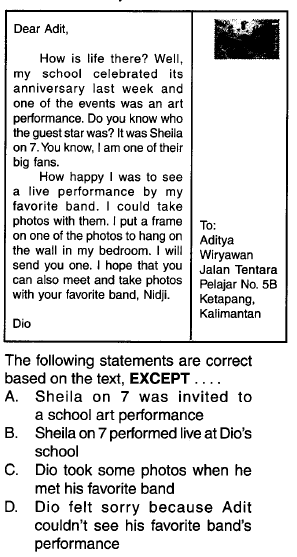 Dear Adit,
How is life there? Well,
my school celebrated its
anniversary last week and
one of the events was an art
performance. Do you know who
the guest star was? It was Sheila
on 7. You know, I am one of their
big fans.
How happy I was to see
a live performance by my
favorite band. I could take
photos with them. I put a frame
on one of the photos to hang on
the wall in my bedroom. I will
send you one. I hope that you
can also meet and take photos
with your favorite band, Nidji.
Dio
To:
Aditya
Wiryawan
Jalan Tentara
Pelajar No. 5B
Ketapang,
Kalimantan
The following statements are correct
based on the text, EXCEPT ....
A. Sheila on 7 was invited to
a school art performance
B. Sheila on 7 performed live at Dio's
school
C. Dio took some photos when he
met his favorite band
D. Dio felt sorry because Adit
couldn't see his favorite band's
performance